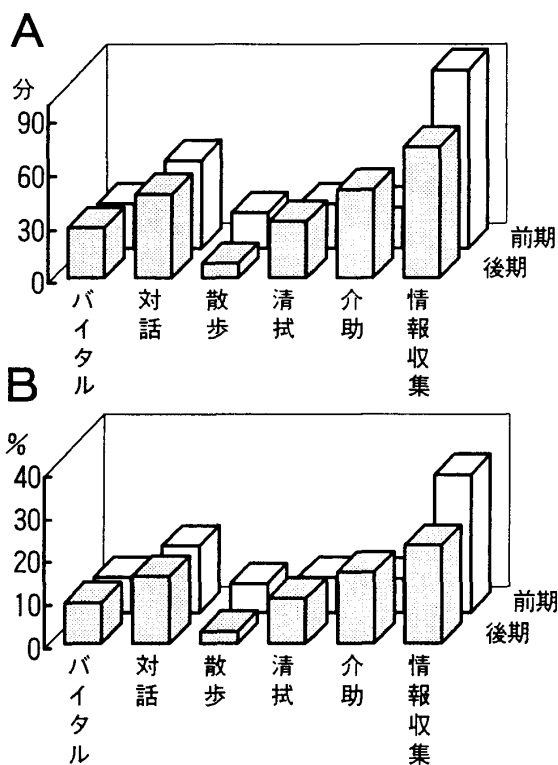 A
分
90
60
30
0
前期
後期
バイタル
対話
散歩
清拭
介助
情報収集
B
%
40
30
20
10
0
前期
後期
バイタル
対話
散歩
清拭
介助
情報収集